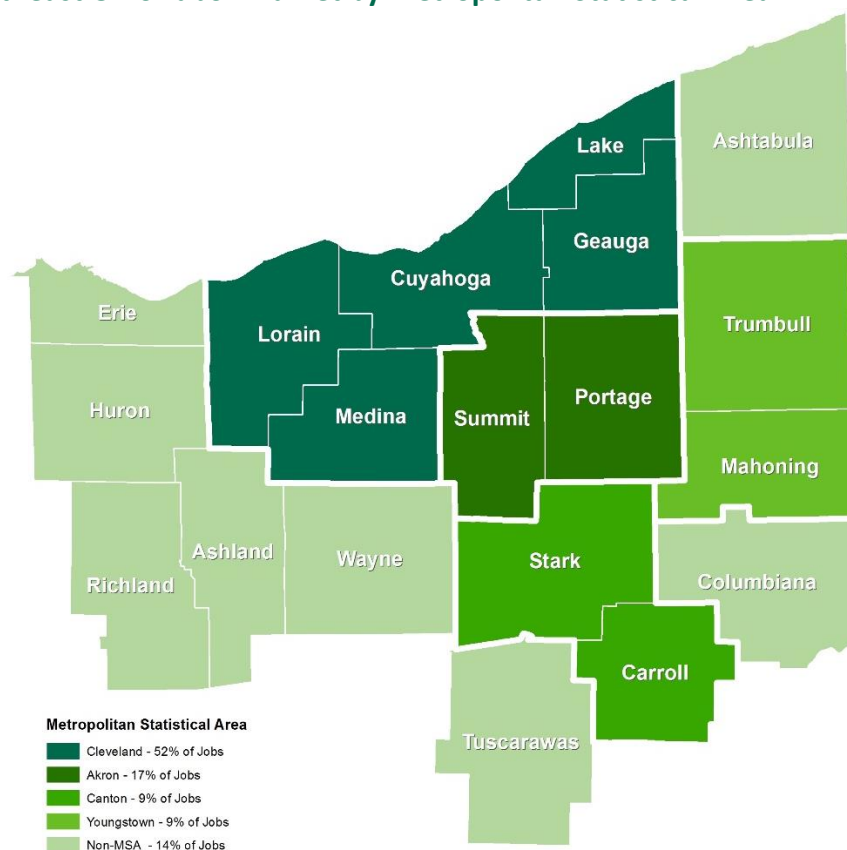 Lake
Ashtabula
Geauga
Cuyahoga
Erie
Lorain
Trumbull
Huron
Medina
Summit
Portage
Mahoning
Ashland
Wayne
Stark
Richland
Columbiana
Carroll
Tuscarawas
Metropolitan Statistical Area
Cleveland - 52% of Jobs
Akron - 17% of Jobs
Canton - 9% of Jobs
Youngstown - 9% of Jobs
Non-MSA - 14% of Jobs